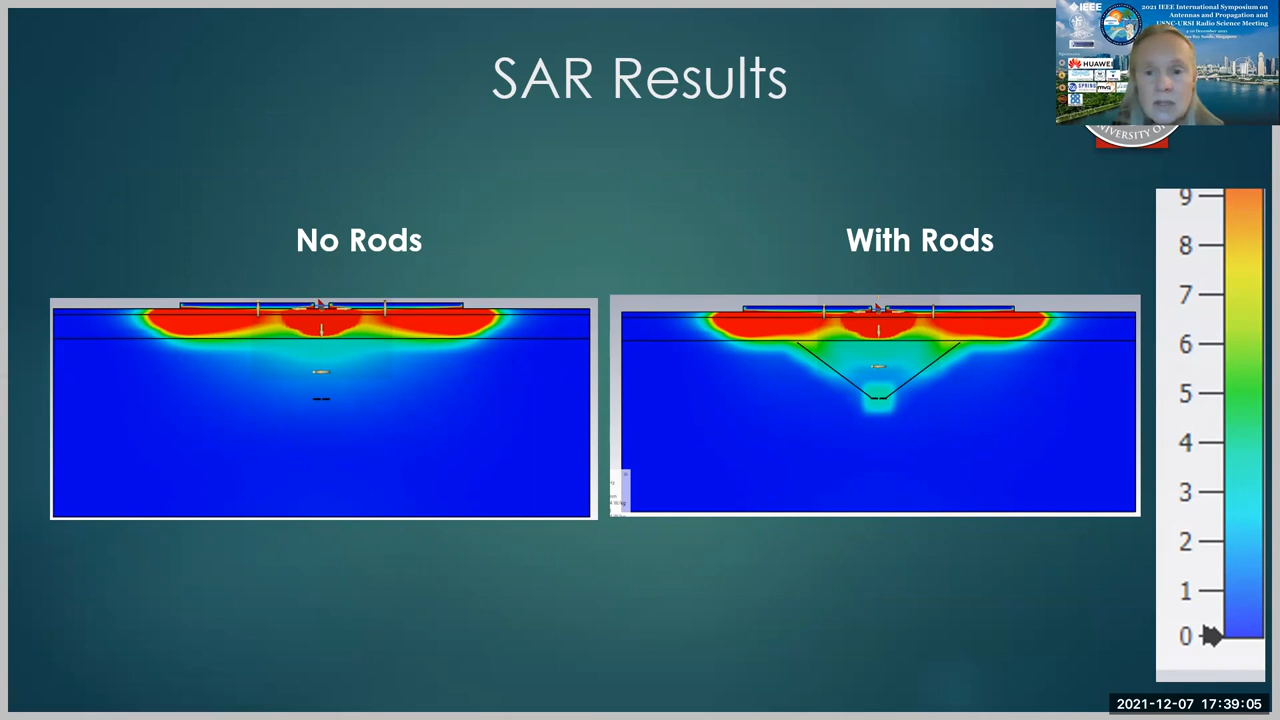 SAR Results
IEEE
2021 IEEE International Symposium on
Antennas and Propagation and
USNC-URSI Radio Science Meeting
HUAWEI
UNIVERSITY OF
No Rods
With Rods
9
8
7
6
5
4
3
2
1
0
2021-12-07 17:39:05